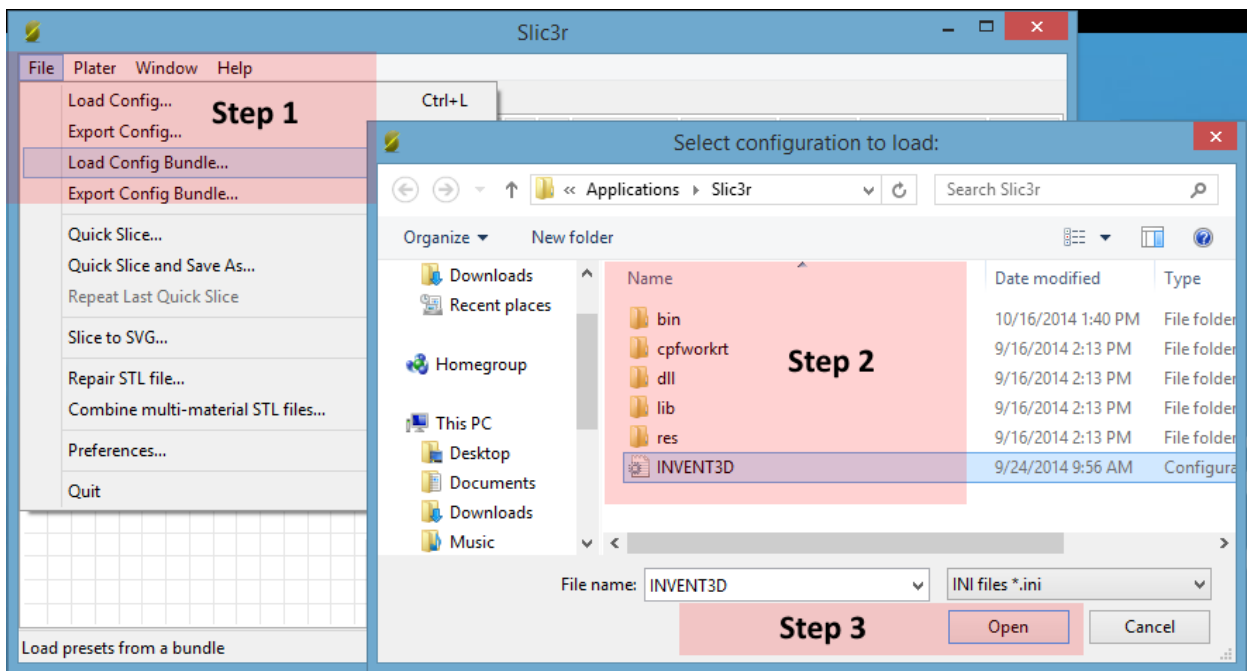 Slic3r
File Plater Window Help
Load Config... Ctrl+L
Step 1
Export Config...
Load Config Bundle...
Export Config Bundle...
Quick Slice...
Quick Slice and Save As...
Repeat Last Quick Slice
Slice to SVG...
Repair STL file...
Combine multi-material STL files...
Preferences...
Quit
Load presets from a bundle
Select configuration to load:
« Applications Slic3r
Search Slic3r
Organize New folder
Downloads
Recent places
Homegroup
This PC
Desktop
Documents
Downloads
Music
Name Date modified Type
bin 10/16/2014 1:40 PM File folder
cpfworkrt 9/16/2014 2:13 PM File folder
Step 2
dll 9/16/2014 2:13 PM File folder
lib 9/16/2014 2:13 PM File folder
res 9/16/2014 2:13 PM File folder
INVENT3D 9/24/2014 9:56 AM Configura
File name: INVENT3D INI files *.ini
Step 3
Open Cancel